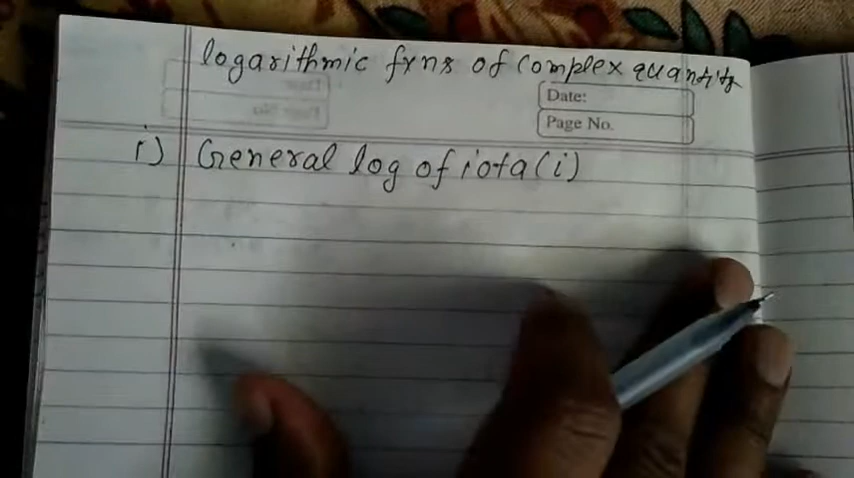 logarithmic fxns of complex quantity
Date:
Page No.
i) General log of iota (i)